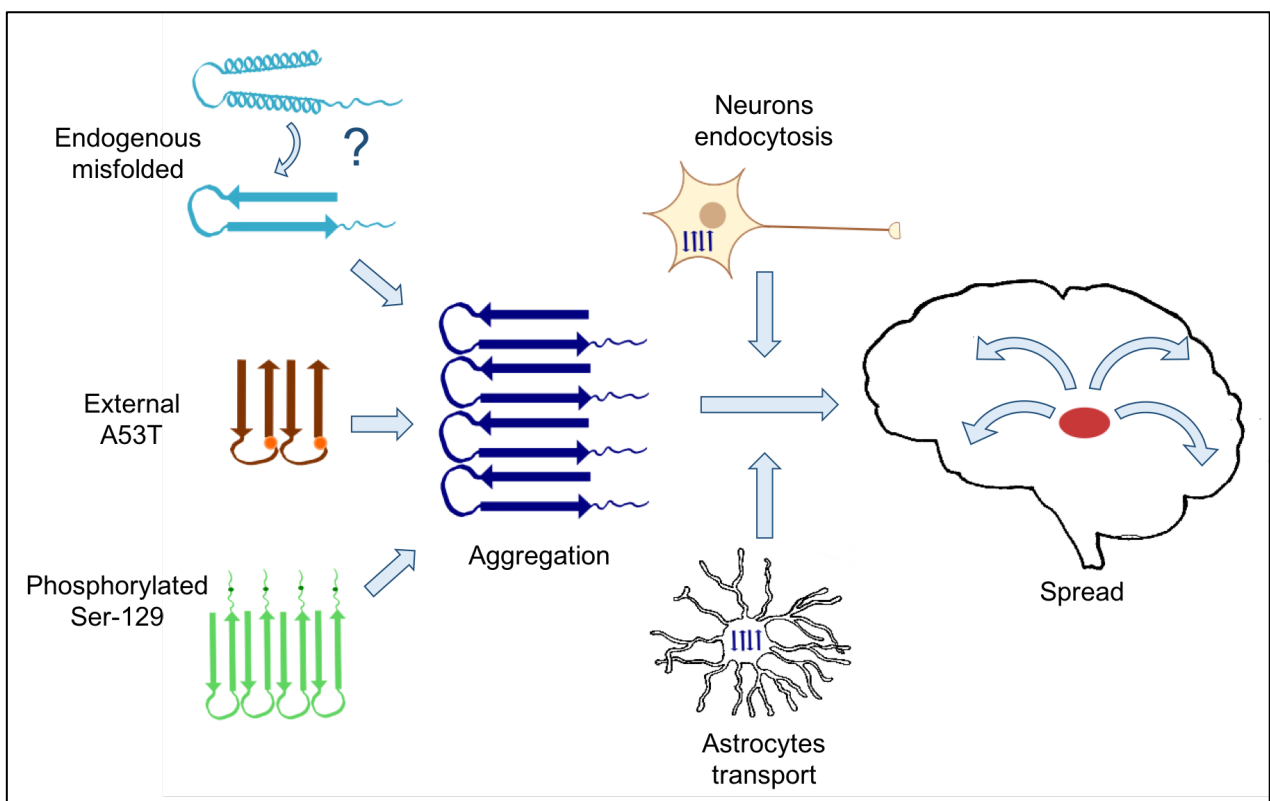 Endogenous
misfolded
?
External
A53T
Phosphorylated
Ser-129
Aggregation
Neurons
endocytosis
Astrocytes
transport
Spread